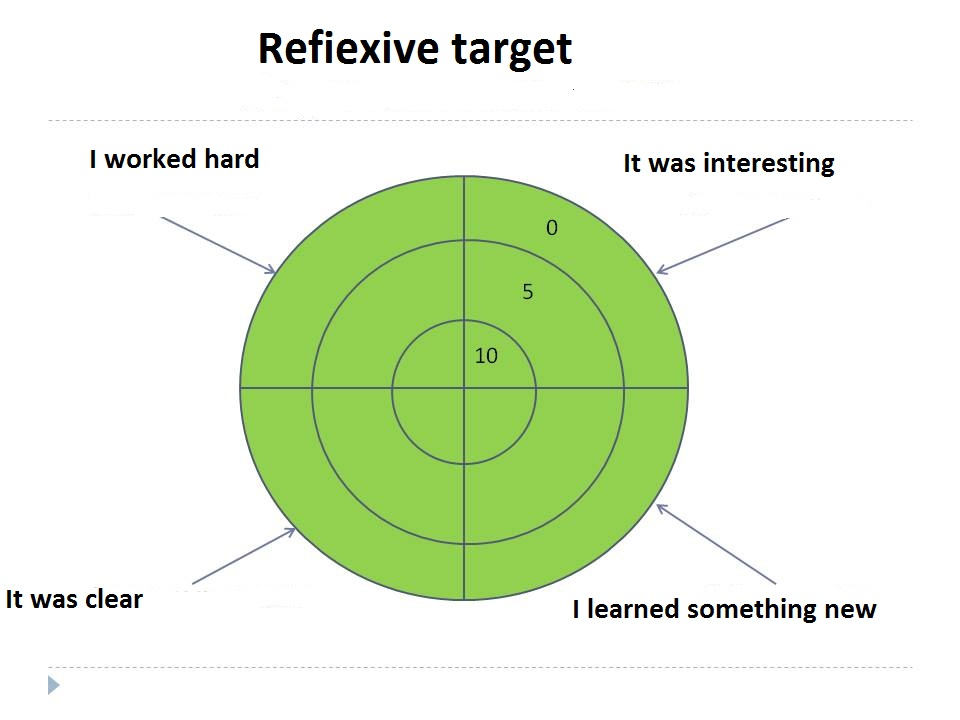 Refiexive target
I worked hard
It was interesting
0
5
10
It was clear
I learned something new